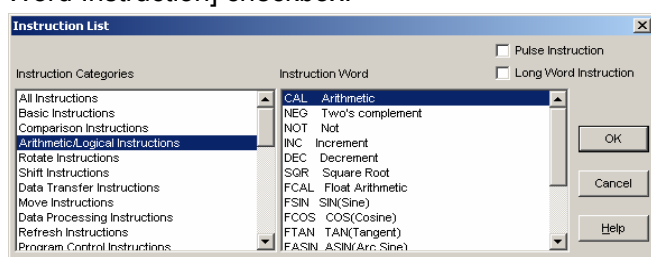 Word Instruction] checkbox.
Instruction List
Pulse Instruction
Instruction Categories
Instruction Word
Long Word Instruction
All Instructions
Basic Instructions
Comparison Instructions
Arithmetic/Logical Instructions
Rotate Instructions
Shift Instructions
Data Transfer Instructions
Move Instructions
Data Processing Instructions
Refresh Instructions
Program Control Instructions
CAL Arithmetic
NEG Two's complement
NOT Not
INC Increment
DEC Decrement
SQR Square Root
FCAL Float Arithmetic
FSIN SIN(Sine)
FCOS COS(Cosine)
FTAN TAN(Tangent)
FASIN ASIN(Arc Sine)
OK
Cancel
Help